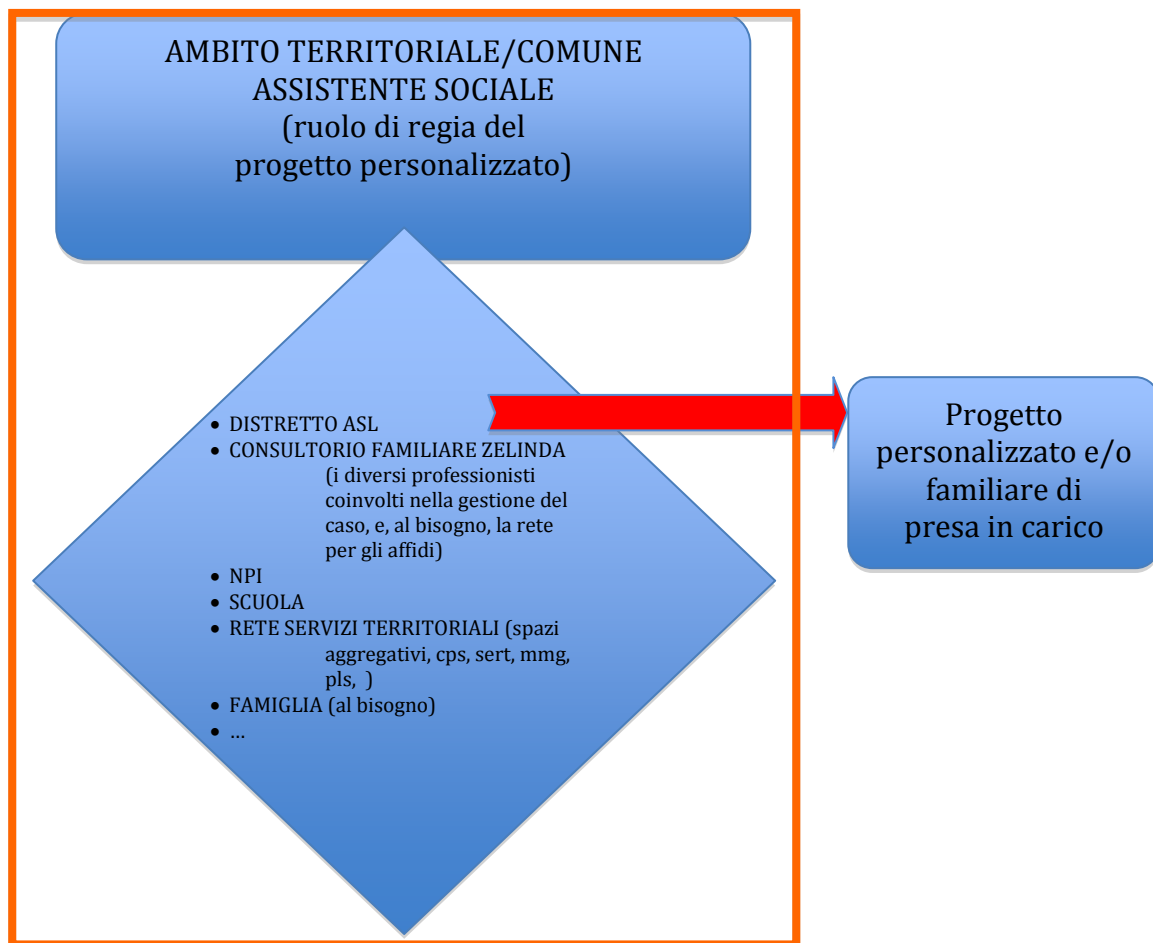 AMBITO TERRITORIALE/COMUNE
ASSISTENTE SOCIALE
(ruolo di regia del
progetto personalizzato)
• DISTRETTO ASL
• CONSULTORIO FAMILIARE ZELINDA
(i diversi professionisti
coinvolti nella gestione del
caso, e, al bisogno, la rete
per gli affidi)
• NPI
• SCUOLA
• RETE SERVIZI TERRITORIALI (spazi
aggregativi, cps, sert, mmg,
pls, )
• FAMIGLIA (al bisogno)
• …
Progetto
personalizzato e/o
familiare di
presa in carico